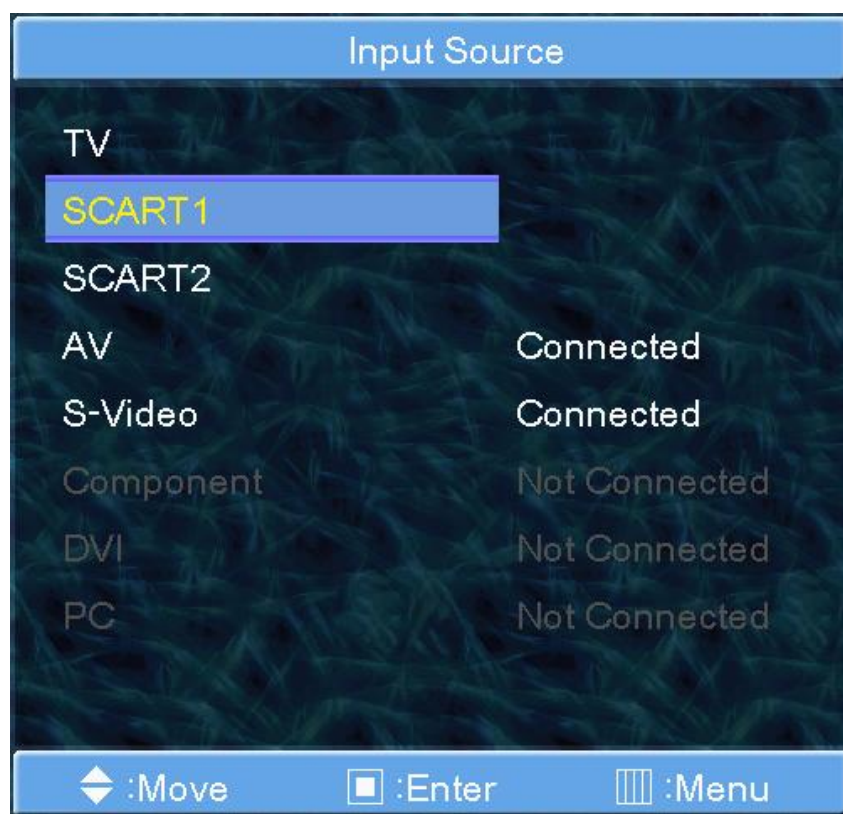 Input Source
TV
SCART1
SCART2
AV Connected
S-Video Connected
Component Not Connected
DVI Not Connected
PC Not Connected
:Move :Enter :Menu